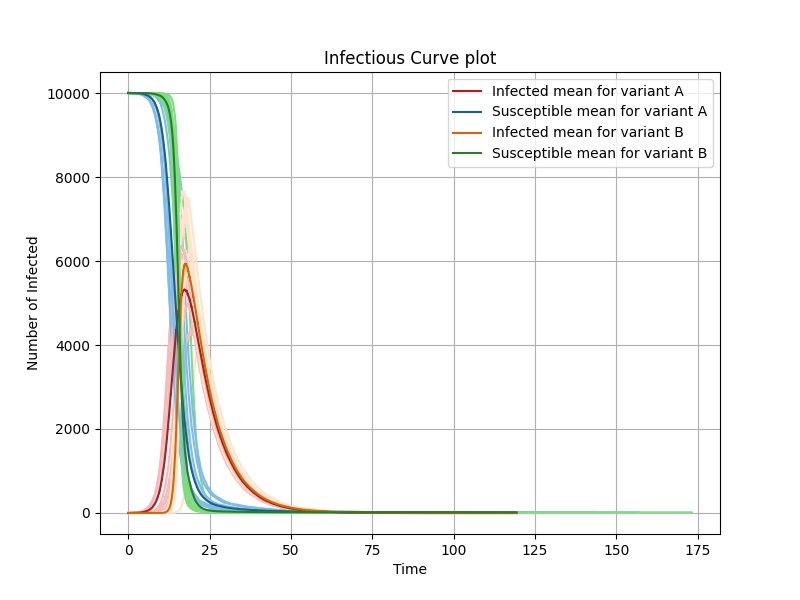 Infectious Curve plot
Infected mean for variant A
Susceptible mean for variant A
Infected mean for variant B
Susceptible mean for variant B
Number of Infected
10000
8000
6000
4000
2000
0
0 25 50 75 100 125 150 175
Time